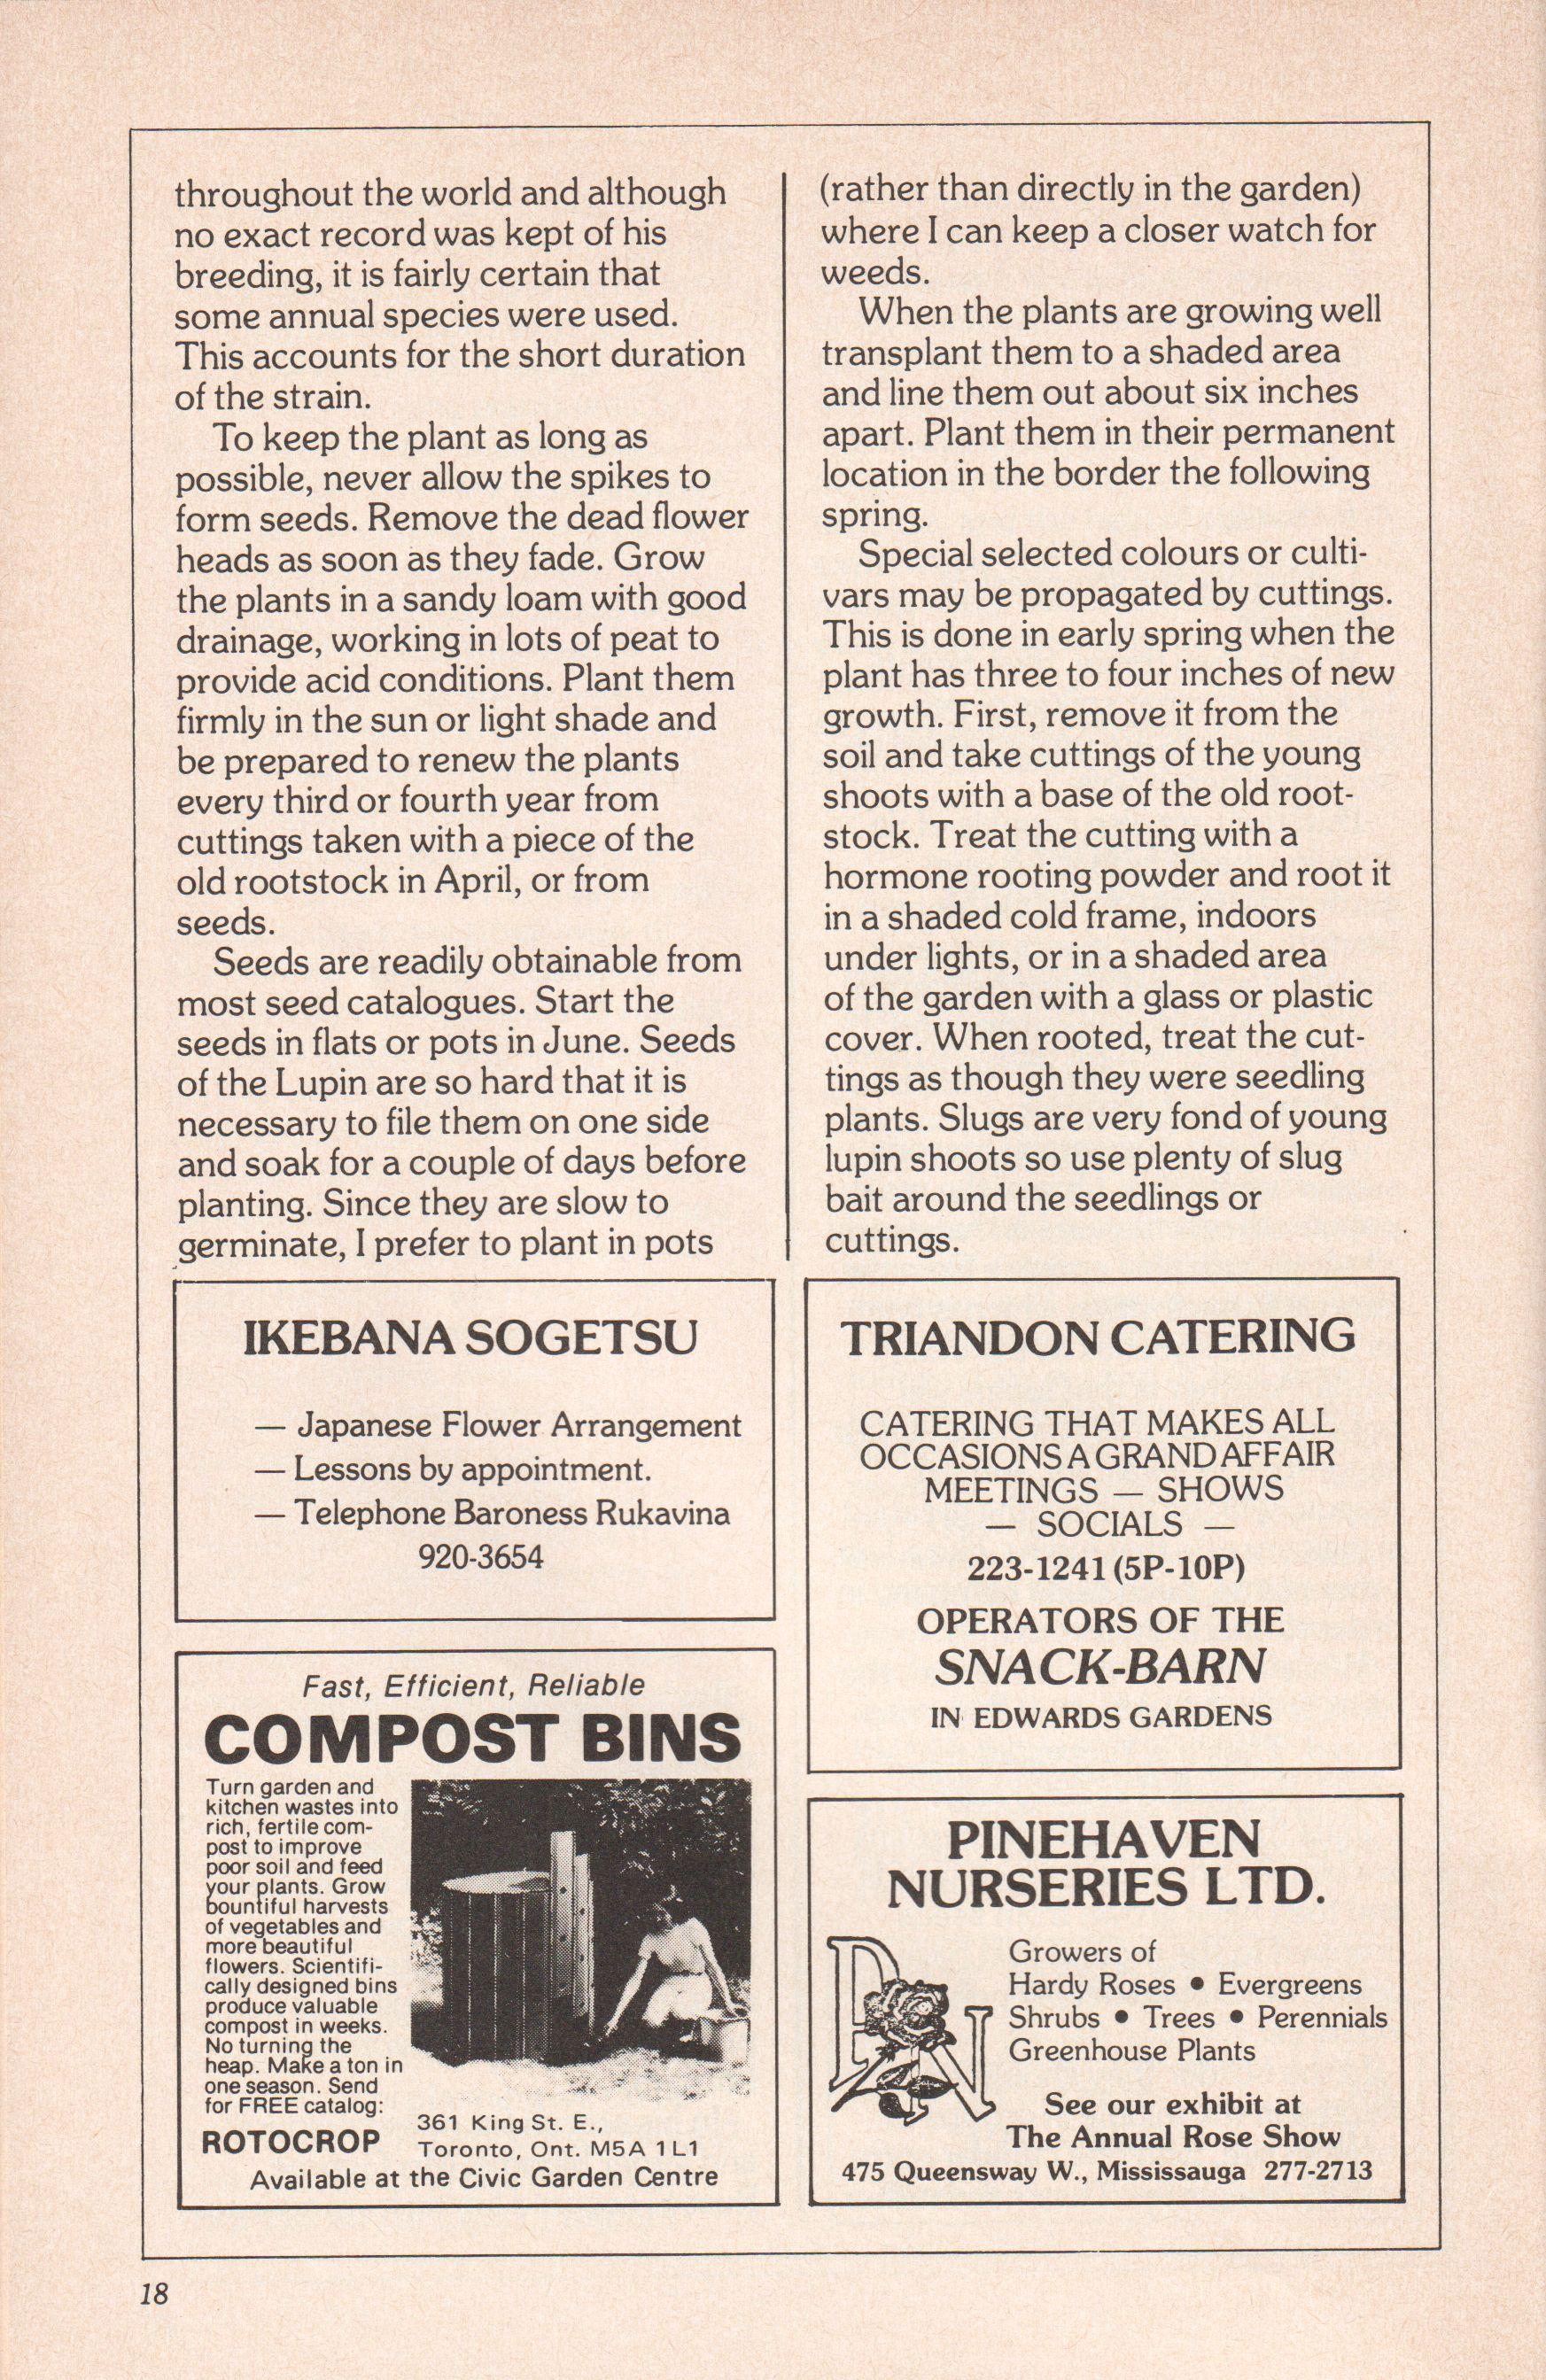 throughout the world and although
no exact record was kept of his
breeding, it is fairly certain that
some annual species were used.
This accounts for the short duration
of the strain.
To keep the plant as long as
possible, never allow the spikes to
form seeds. Remove the dead flower
heads as soon as they fade. Grow
the plants in a sandy loam with good
drainage, working in lots of peat to
provide acid conditions. Plant them
firmly in the sun or light shade and
be prepared to renew the plants
every third or fourth year from
cuttings taken with a piece of the
old rootstock in April, or from
seeds.
Seeds are readily obtainable from
most seed catalogues. Start the
seeds in flats or pots in June. Seeds
of the Lupin are so hard that it is
necessary to file them on one side
and soak for a couple of days before
planting. Since they are slow to
germinate, I prefer to plant in pots
(rather than directly in the garden)
where I can keep a closer watch for
weeds.
When the plants are growing well
transplant them to a shaded area
and line them out about six inches
apart. Plant them in their permanent
location in the border the following
spring.
Special selected colours or culti-
vars may be propagated by cuttings.
This is done in early spring when the
plant has three to four inches of new
growth. First, remove it from the
soil and take cuttings of the young
shoots with a base of the old root-
stock. Treat the cutting with a
hormone rooting powder and root it
in a shaded cold frame, indoors
under lights, or in a shaded area
of the garden with a glass or plastic
cover. When rooted, treat the cut-
tings as though they were seedling
plants. Slugs are very fond of young
lupin shoots so use plenty of slug
bait around the seedlings or
cuttings.
IKEBANA SOGETSU
— Japanese Flower Arrangement
— Lessons by appointment.
— Telephone Baroness Rukavina
920-3654
Fast, Efficient, Reliable
COMPOST BINS
Turn garden and
kitchen wastes into
rich, fertile com-
post to improve
poor soil and feed
your plants. Grow
bountiful harvests
of vegetables and
more beautiful
flowers. Scientifi-
cally designed bins
produce valuable
compost in weeks.
No turning the
heap. Make a ton in
one season. Send
for FREE catalog:
ROTOCROP
361 King St. E.,
Toronto, Ont. M5A 1L1
Available at the Civic Garden Centre
TRIANDON CATERING
CATERING THAT MAKES ALL
OCCASIONS A GRAND AFFAIR
MEETINGS — SHOWS
— SOCIALS —
223-1241 (5P-10P)
OPERATORS OF THE
SNACK-BARN
IN EDWARDS GARDENS
PINEHAVEN
NURSERIES LTD.
PN
Growers of
Hardy Roses • Evergreens
Shrubs • Trees • Perennials
Greenhouse Plants
See our exhibit at
The Annual Rose Show
475 Queensway W., Mississauga 277-2713
18